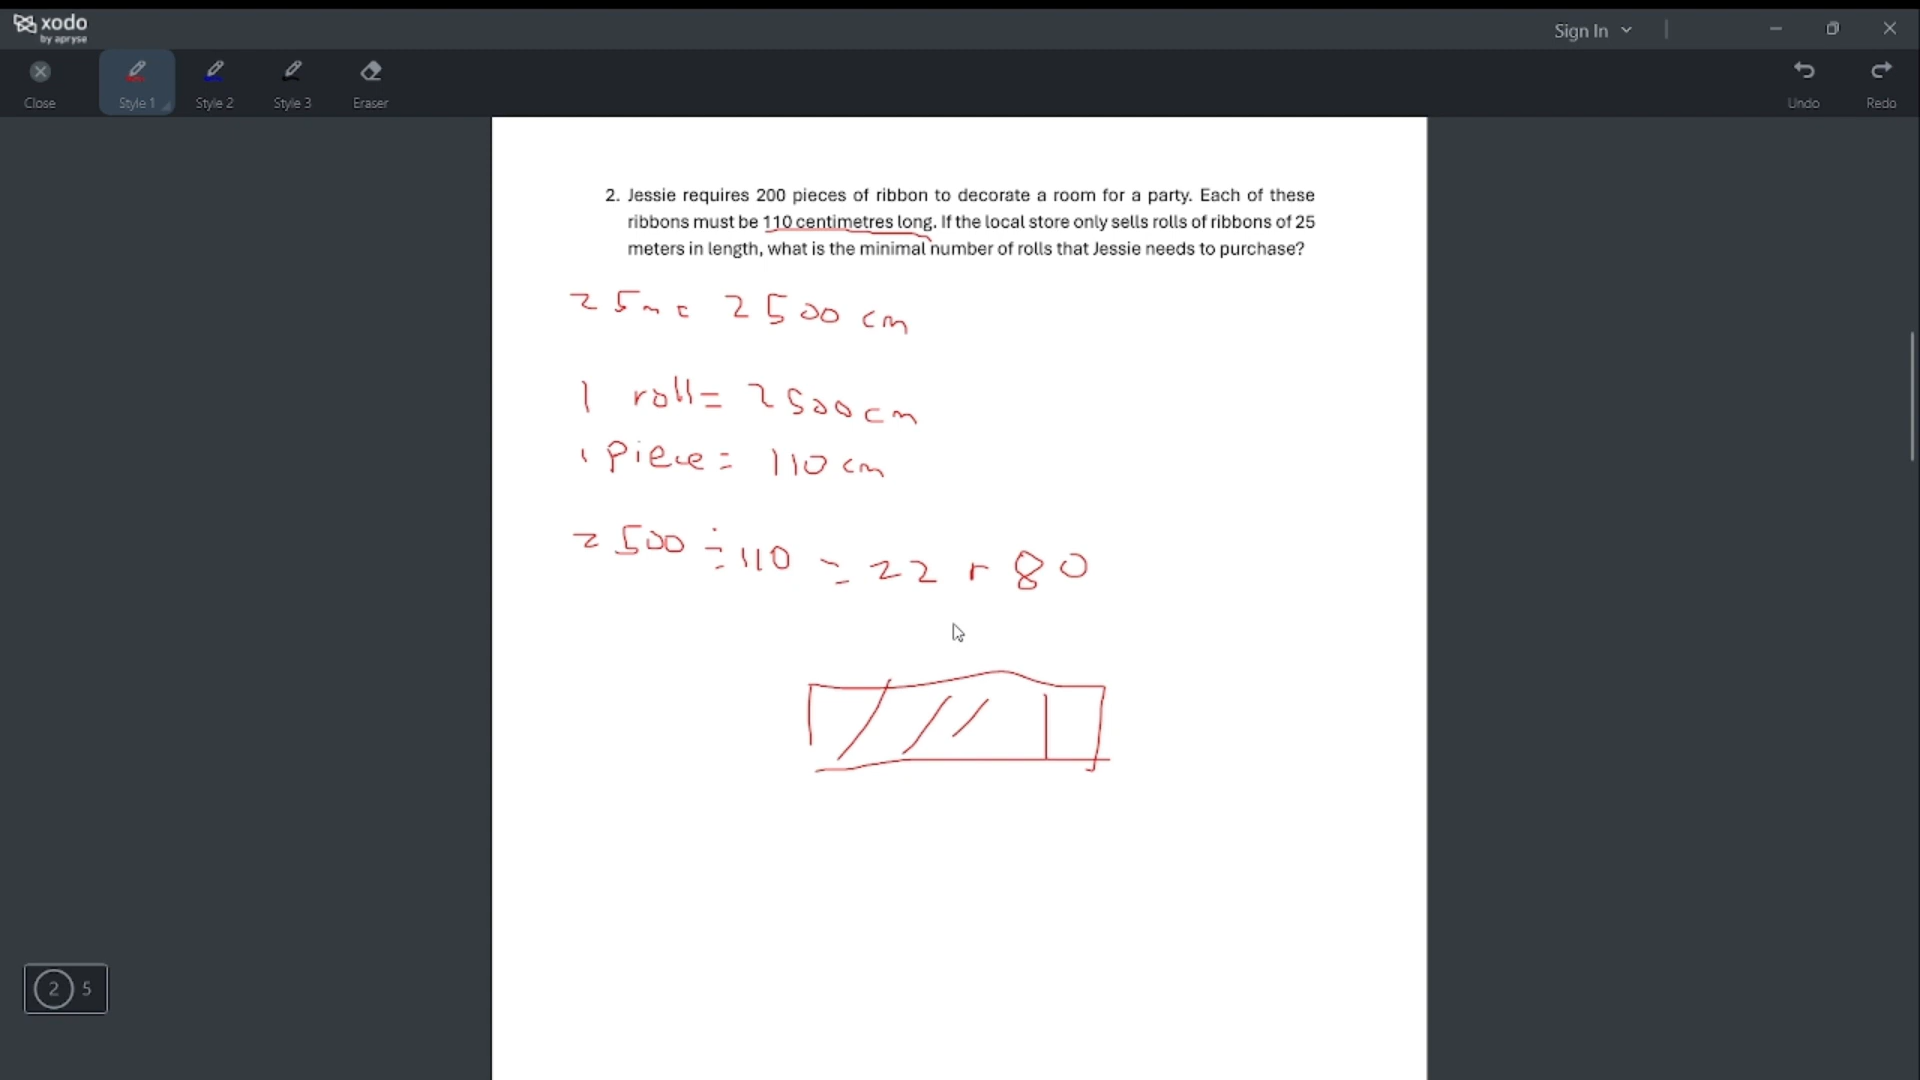 xodo
by apryse
Sign In
Close
Style 1
Style 2
Style 3
Eraser
Undo
Redo
2. Jessie requires 200 pieces of ribbon to decorate a room for a party. Each of these
ribbons must be 110 centimetres long. If the local store only sells rolls of ribbons of 25
meters in length, what is the minimal number of rolls that Jessie needs to purchase?
25m = 2500 cm
1 roll = 2500cm
1 piece = 110 cm
2500 ÷ 110 = 22 r 80
2 5